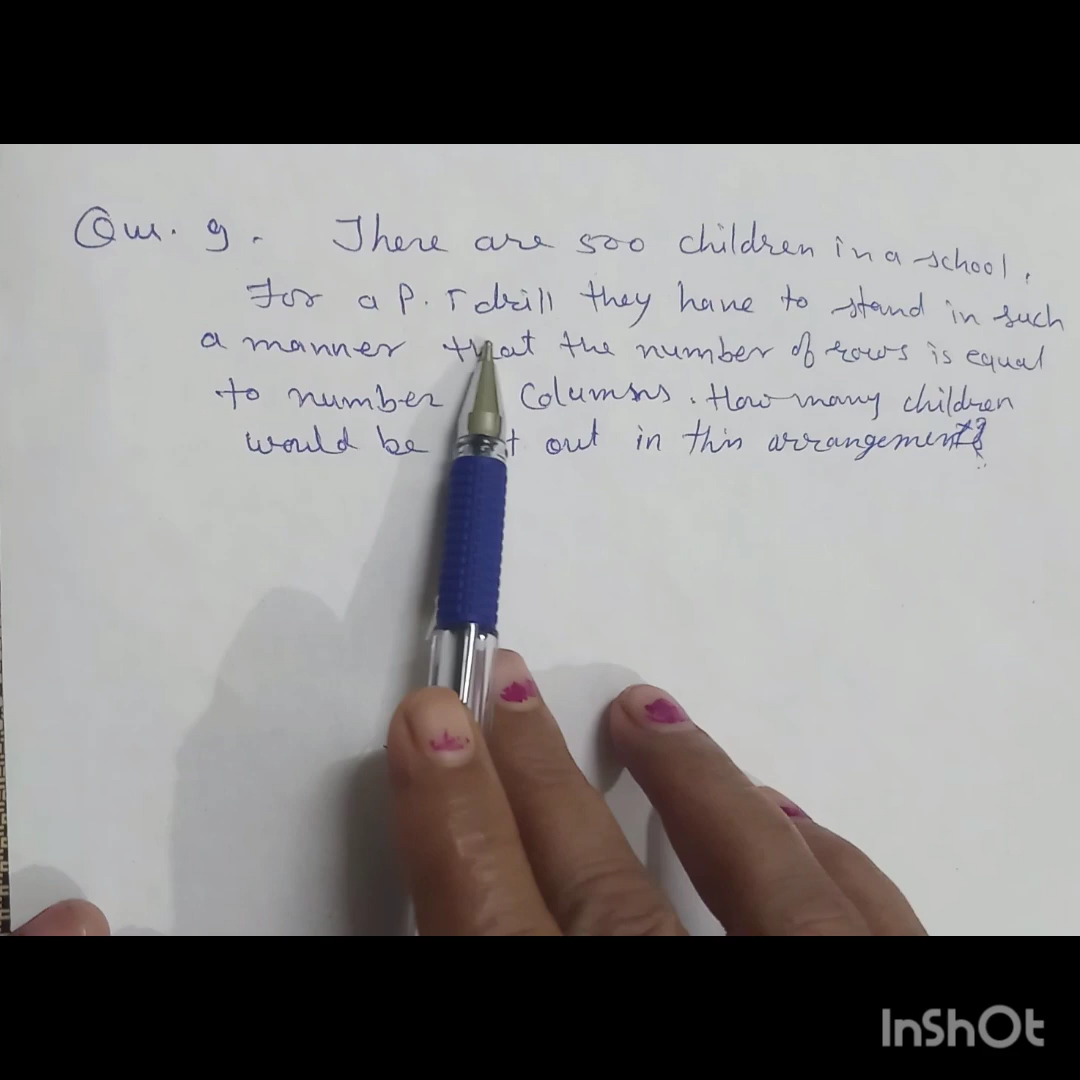 Que. 9. There are 500 children in a school.
For a P. T drill they have to stand in such
a manner that the number of rows is equal
to number columns. How many children
would be out in this arrangement?
InShOt